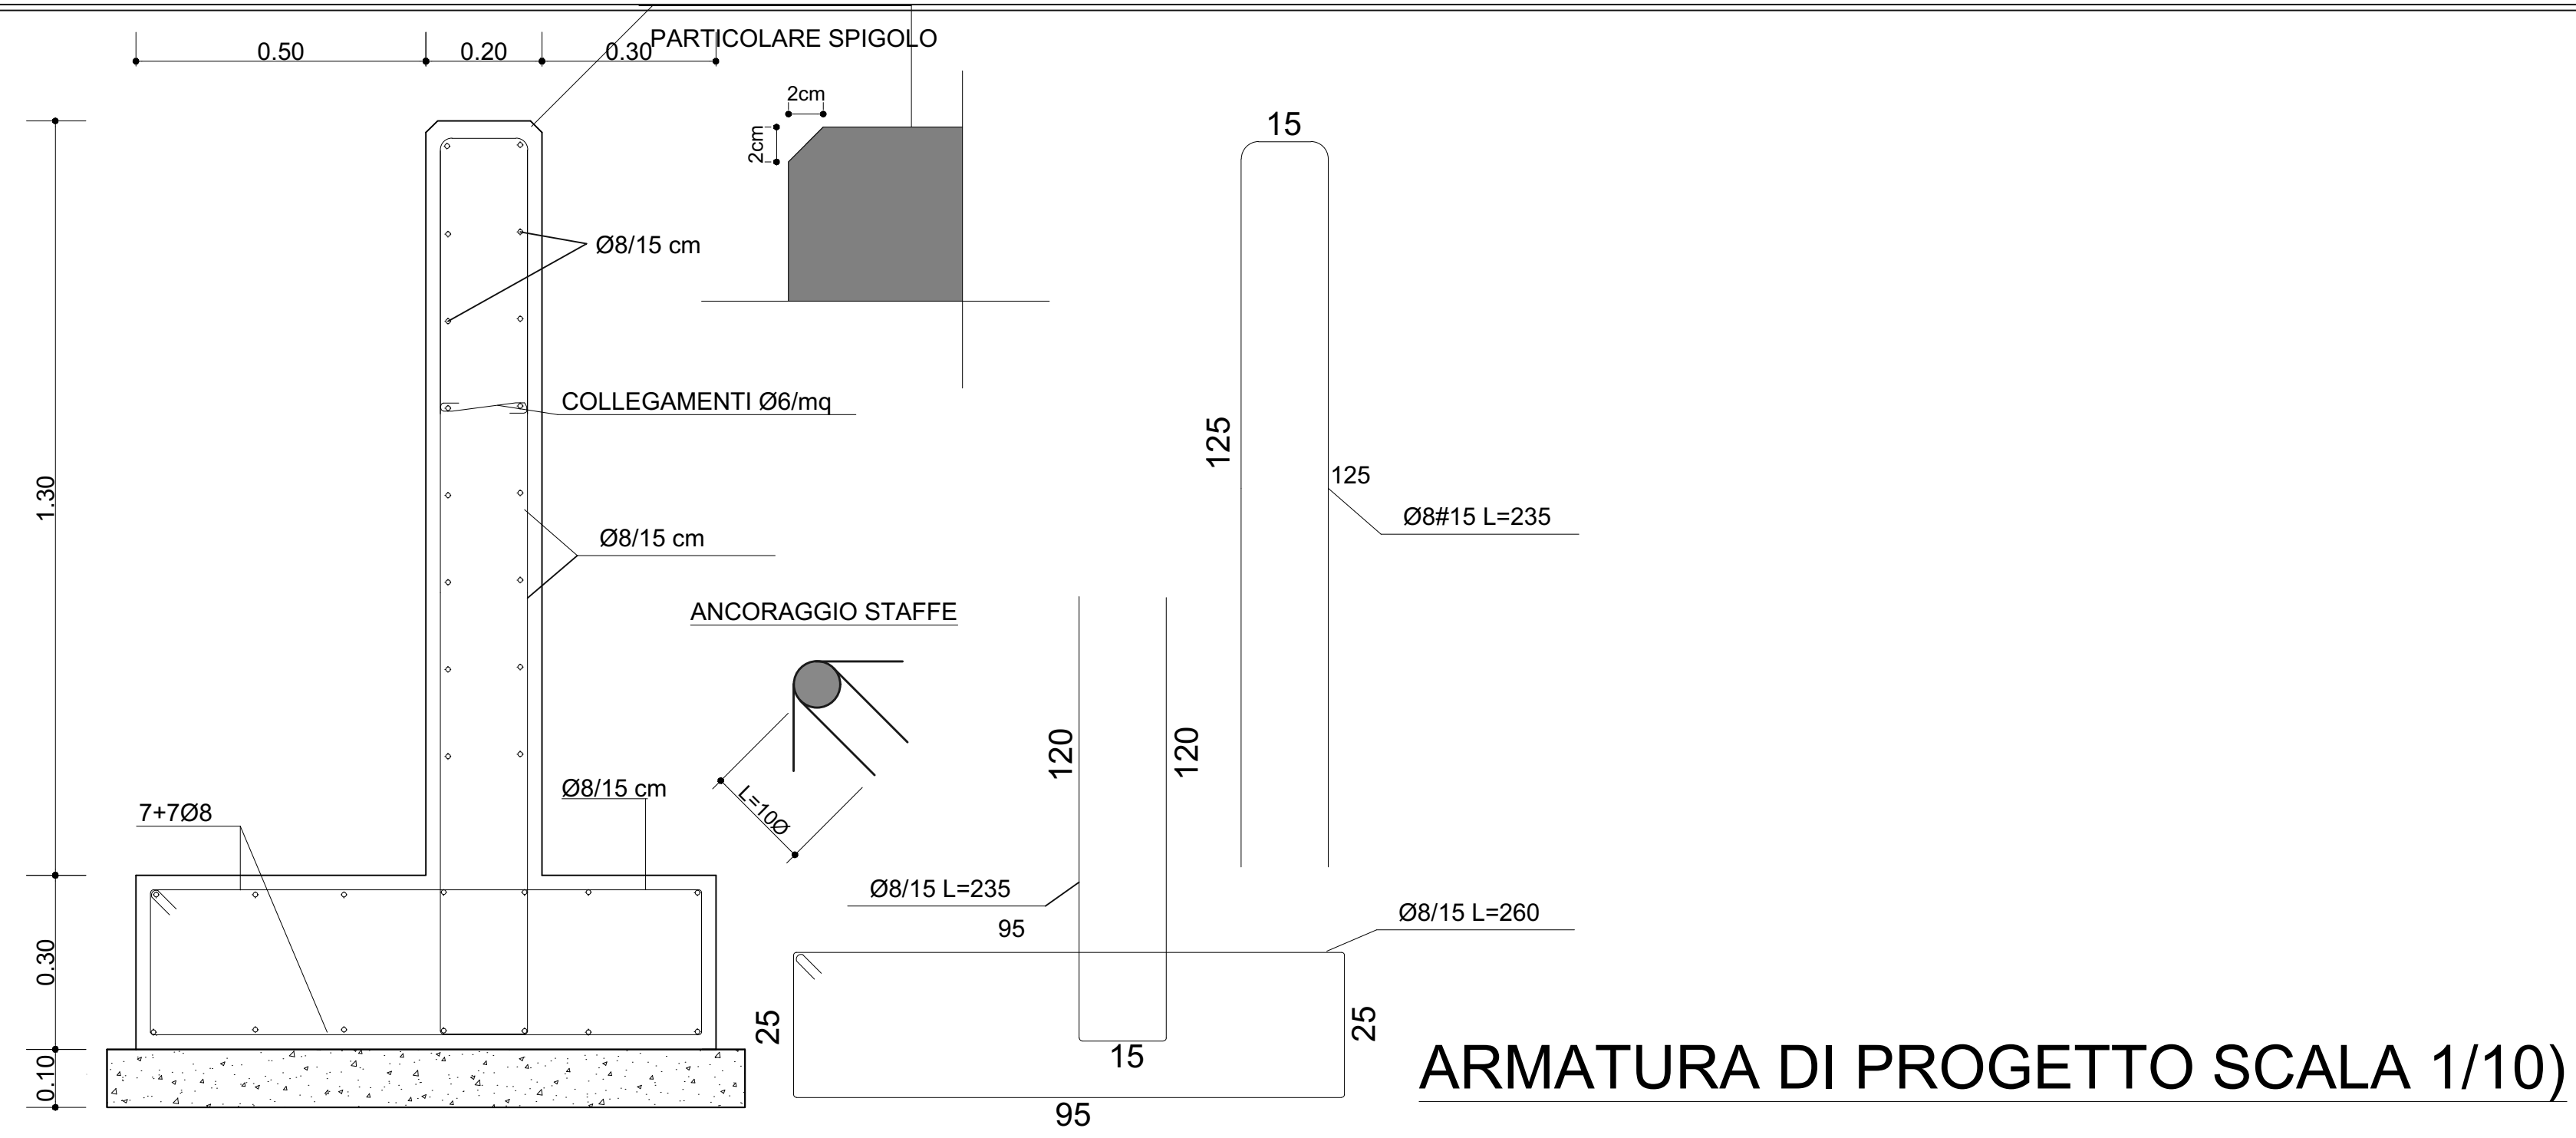 PARTICOLARE SPIGOLO
0.50
0.20
0.30
2cm
2cm
15
Ø8/15 cm
COLLEGAMENTI Ø6/mq
125
125
1.30
Ø8#15 L=235
Ø8/15 cm
ANCORAGGIO STAFFE
120
120
Ø8/15 cm
L=10Ø
7+7Ø8
Ø8/15 L=235
95
Ø8/15 L=260
0.30
25
25
15
0.10
95
ARMATURA DI PROGETTO SCALA 1/10)